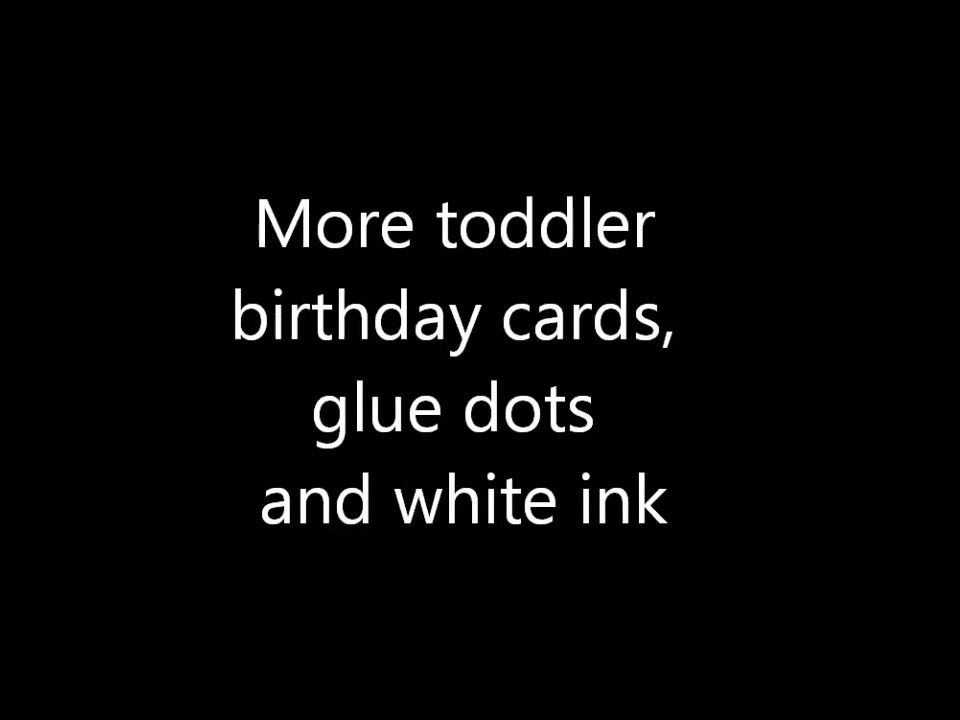 More toddler
birthday cards,
glue dots
and white ink